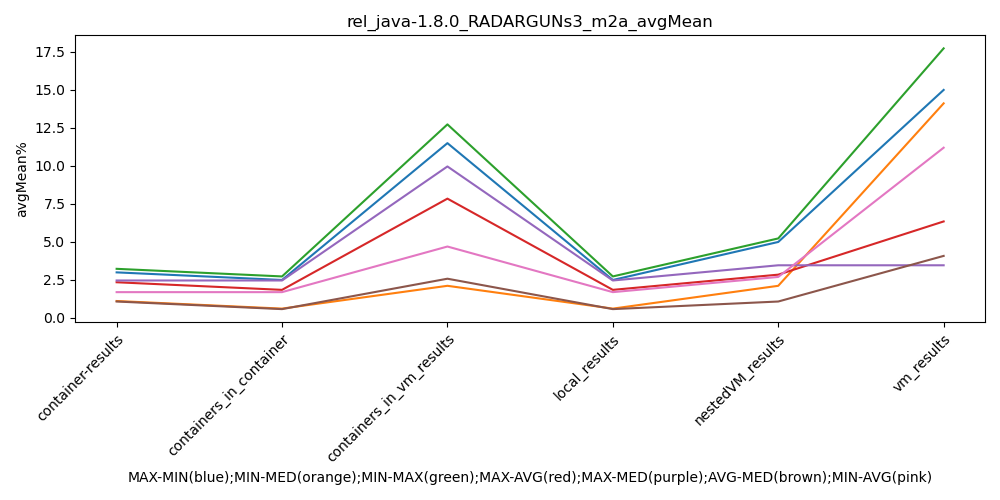 rel_java-1.8.0_RADARGUNs3_m2a_avgMean
avgMean%
17.5
15.0
12.5
10.0
7.5
5.0
2.5
0.0
container-results
containers_in_container
containers_in_vm_results
local_results
nestedVM_results
vm_results
MAX-MIN(blue);MIN-MED(orange);MIN-MAX(green);MAX-AVG(red);MAX-MED(purple);AVG-MED(brown);MIN-AVG(pink)